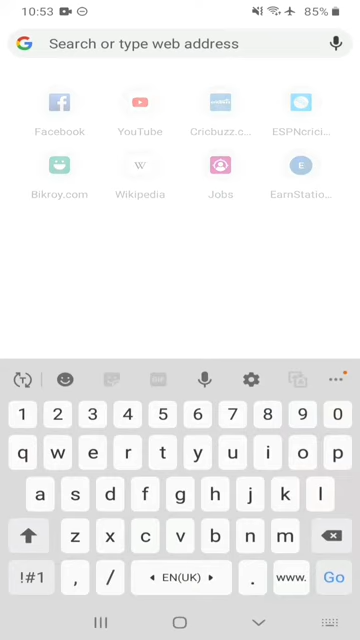 10:53 85%
Search or type web address
Facebook YouTube Cricbuzz.c... ESPNcrici...
W E
Bikroy.com Wikipedia Jobs EarnStatio...
T GIF
1 2 3 4 5 6 7 8 9 0
q w e r t y u i o p
a s d f g h j k l
z x c v b n m
!#1 , / EN(UK) . www. Go